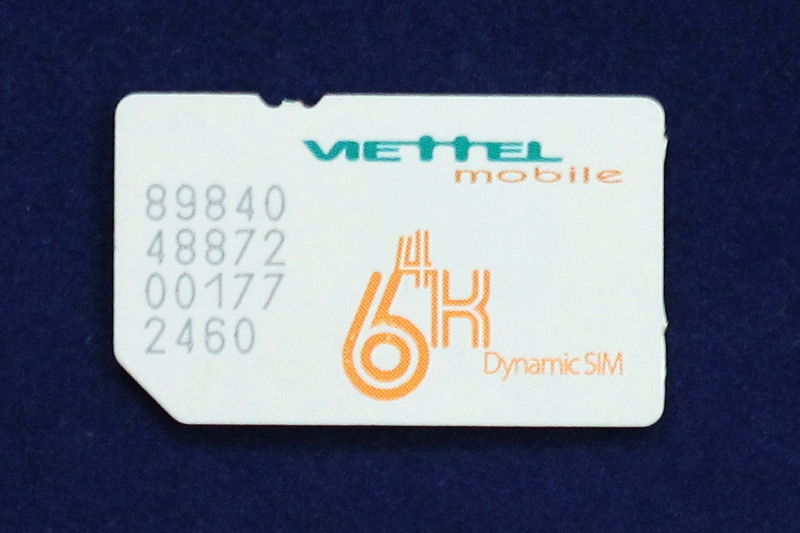 VIETTEL
mobile
89840
48872
00177
2460
64K
Dynamic SIM